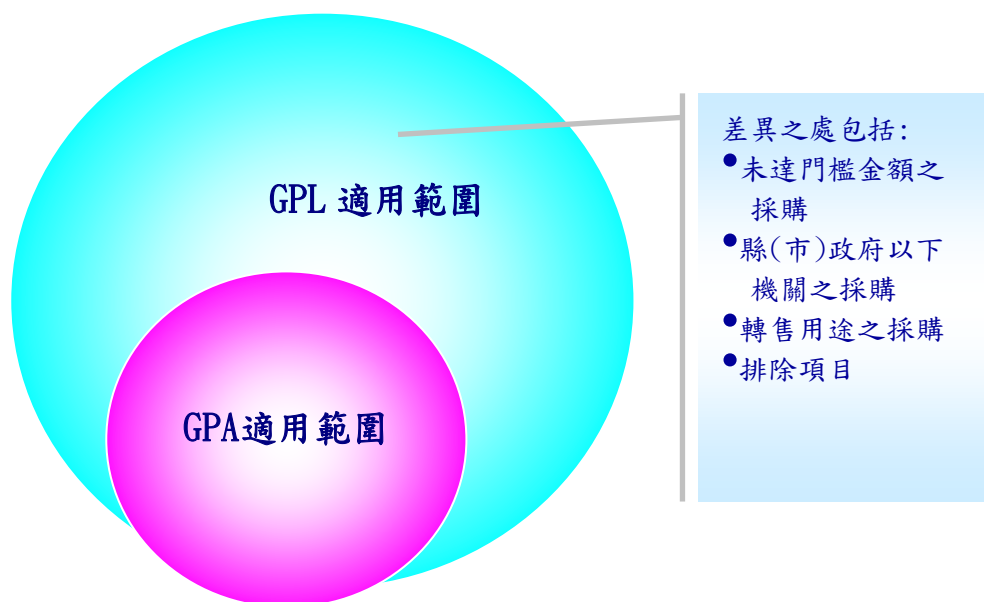 GPL 適用範圍
GPA適用範圍
差異之處包括:
●未達門檻金額之
採購
●縣(市)政府以下
機關之採購
●轉售用途之採購
●排除項目